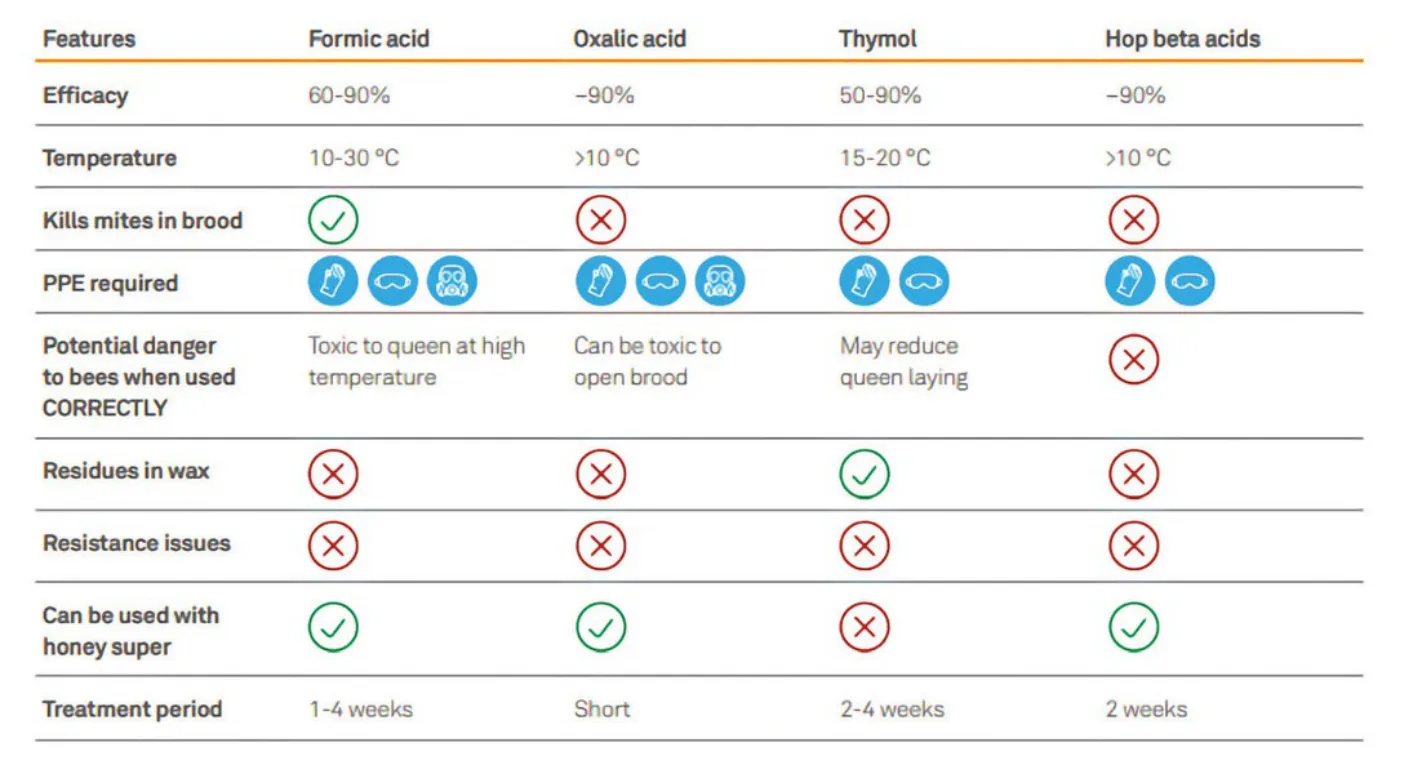 Features Formic acid Oxalic acid Thymol Hop beta acids
Efficacy 60-90% ~90% 50-90% ~90%
Temperature 10-30 °C >10 °C 15-20 °C >10 °C
Kills mites in brood
PPE required
Potential danger Toxic to queen at high Can be toxic to May reduce
to bees when used temperature open brood queen laying
CORRECTLY
Residues in wax
Resistance issues
Can be used with
honey super
Treatment period 1-4 weeks Short 2-4 weeks 2 weeks